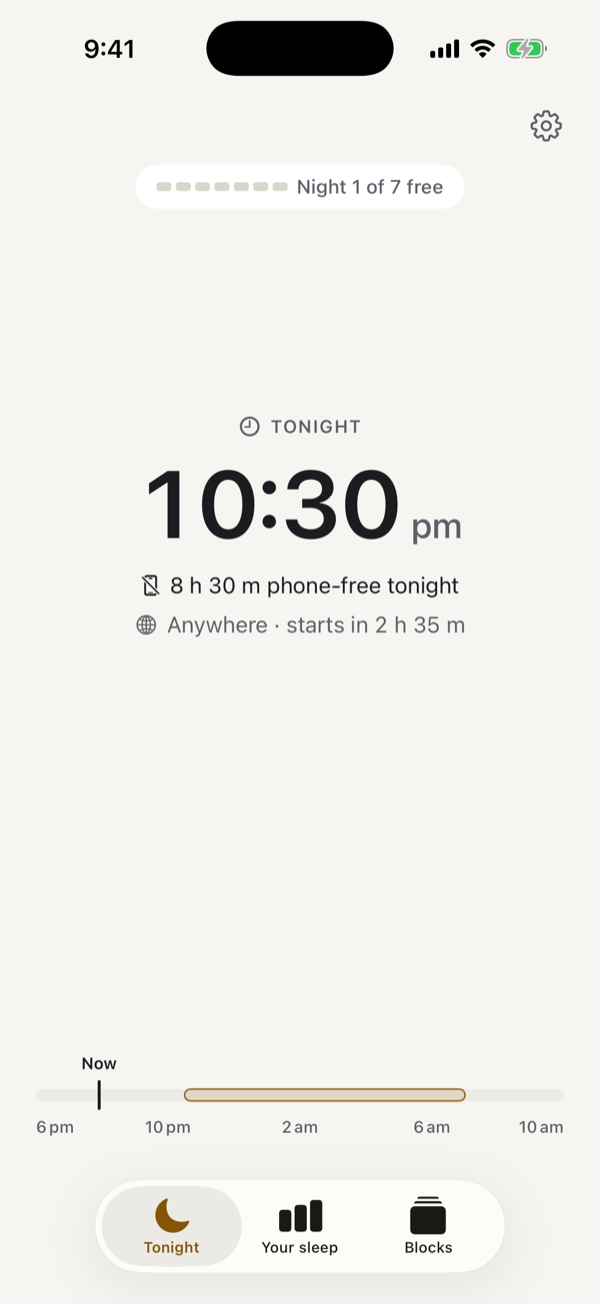 9:41
Night 1 of 7 free
TONIGHT
10:30 pm
8 h 30 m phone-free tonight
Anywhere · starts in 2 h 35 m
Now
6 pm 10 pm 2 am 6 am 10 am
Tonight Your sleep Blocks